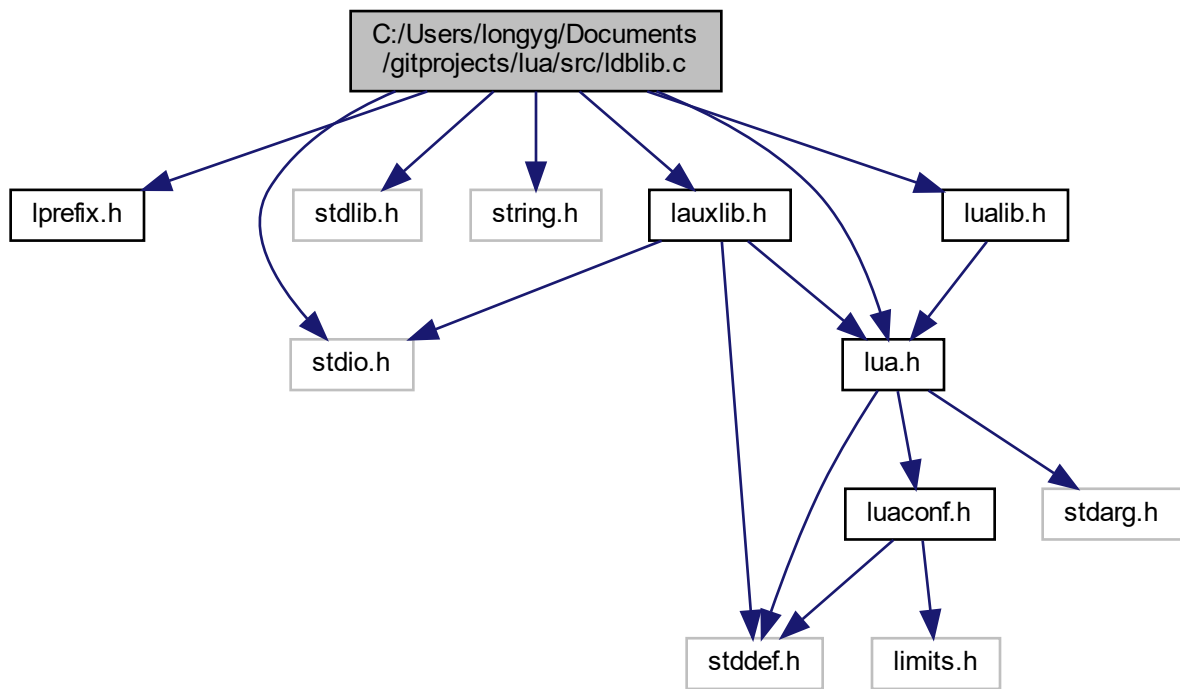 C:/Users/longyg/Documents
/gitprojects/lua/src/ldblib.c
lprefix.h
stdlib.h
string.h
lauxlib.h
lualib.h
stdio.h
lua.h
luaconf.h
stdarg.h
stddef.h
limits.h